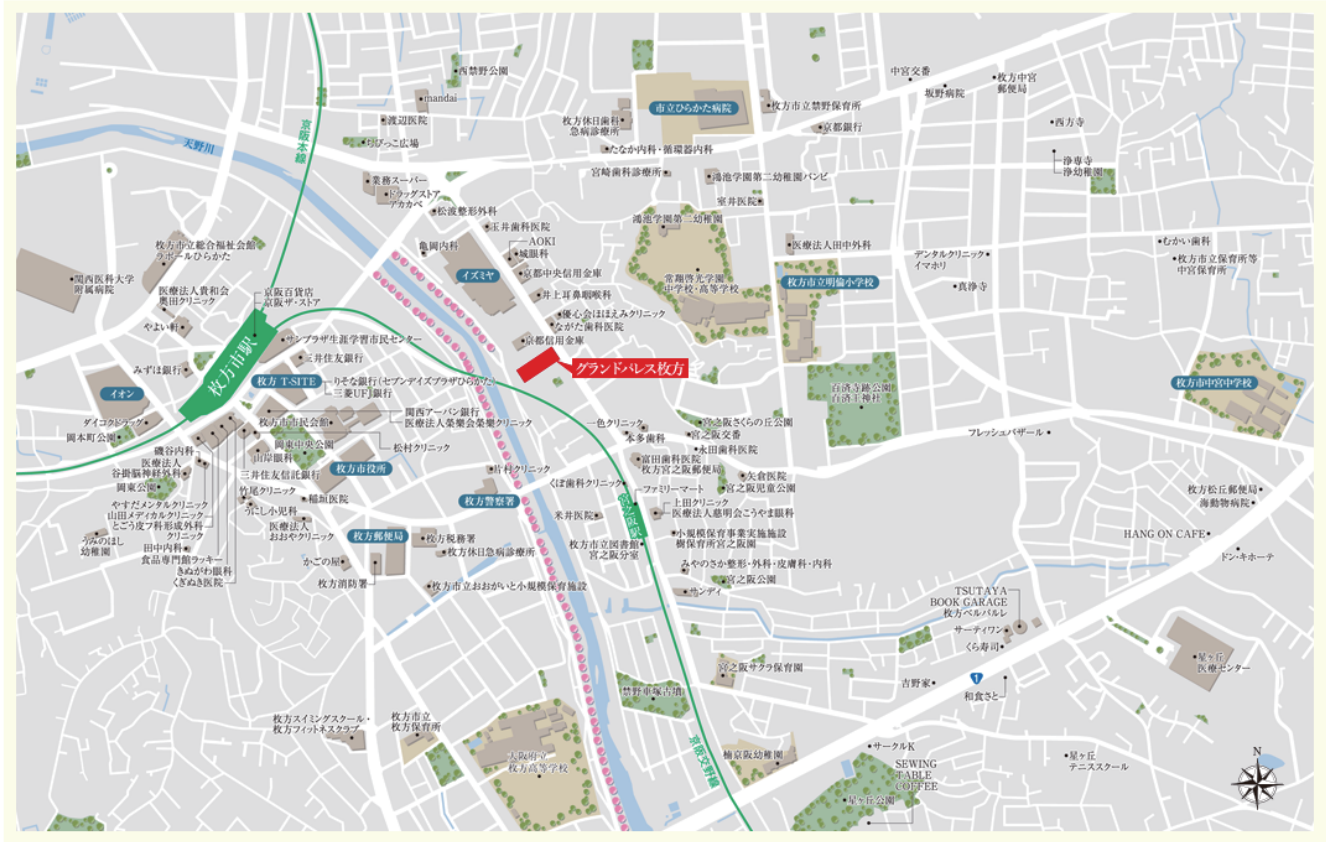 西禁野公園
mandai
渡辺医院
ちびっこ広場
京阪本線
天野川
業務スーパー
ドラッグストア
アカカベ
松波整形外科
玉井歯科医院
亀岡内科
AOKI
城眼科
イズミヤ
京都中央信用金庫
井上耳鼻咽喉科
優心会ほほえみクリニック
ながた歯科医院
京都信用金庫
グランドパレス枚方
市立ひらかた病院
枚方休日歯科
急病診療所
たなか内科・循環器内科
宮崎歯科診療所
枚方市立禁野保育所
京都銀行
鴻池学園第二幼稚園バンビ
室井医院
鴻池学園第二幼稚園
常翔啓光学園
中学校・高等学校
医療法人田中外科
枚方市立明倫小学校
中宮交番
坂野病院
枚方中宮
郵便局
西方寺
浄専寺
浄幼稚園
デンタルクリニック
イマホリ
真浄寺
むかい歯科
枚方市立保育所等
中宮保育所
枚方市中宮中学校
百済寺跡公園
百済王神社
フレッシュバザール
枚方松丘郵便局
海動物病院
HANG ON CAFE
ドン・キホーテ
枚方市立総合福祉会館
ラポールひらかた
関西医科大学
附属病院
医療法人貴和会
奥田クリニック
やよい軒
京阪百貨店
京阪ザ・ストア
枚方市駅
みずほ銀行
イオン
ダイコクドラッグ
岡本町公園
サンプラザ生涯学習市民センター
三井住友銀行
枚方 T-SITE
りそな銀行(セブンデイズプラザひらかた)
三菱UFJ銀行
枚方市市民会館
関西アーバン銀行
医療法人榮樂会榮樂クリニック
岡東中央公園
松村クリニック
山岸眼科
枚方市役所
三井住友信託銀行
磯谷内科
医療法人
谷掛脳神経外科
岡東公園
竹尾クリニック
稲垣医院
うにし小児科
医療法人
おおやクリニック
やすだメンタルクリニック
山田メディカルクリニック
とごう皮フ科形成外科
クリニック
田中内科
食品専門館ラッキー
きぬがわ眼科
くぎぬき医院
うみのほし
幼稚園
かごの屋
枚方消防署
枚方郵便局
枚方税務署
枚方休日急病診療所
枚方市立おおがいと小規模保育施設
枚方警察署
片村クリニック
一色クリニック
本多歯科
宮之阪さくらの丘公園
宮之阪交番
永田歯科医院
富田歯科医院
枚方宮之阪郵便局
くぼ歯科クリニック
ファミリーマート
矢倉医院
宮之阪児童公園
上田クリニック
医療法人慈明会こうやま眼科
宮之阪駅
米井医院
枚方市立図書館
宮之阪分室
小規模保育事業実施施設
樹保育所宮之阪園
みやのさか整形・外科・皮膚科・内科
宮之阪公園
サンディ
宮之阪サクラ保育園
禁野車塚古墳
京阪交野線
楠京阪幼稚園
TSUTAYA
BOOK GARAGE
枚方ベルパルレ
サーティワン
くら寿司
吉野家
1
和食さと
星ヶ丘
医療センター
サークルK
SEWING
TABLE
COFFEE
星ヶ丘公園
星ヶ丘
テニススクール
枚方スイミングスクール・
枚方フィットネスクラブ
枚方市立
枚方保育所
大阪府立
枚方高等学校
N